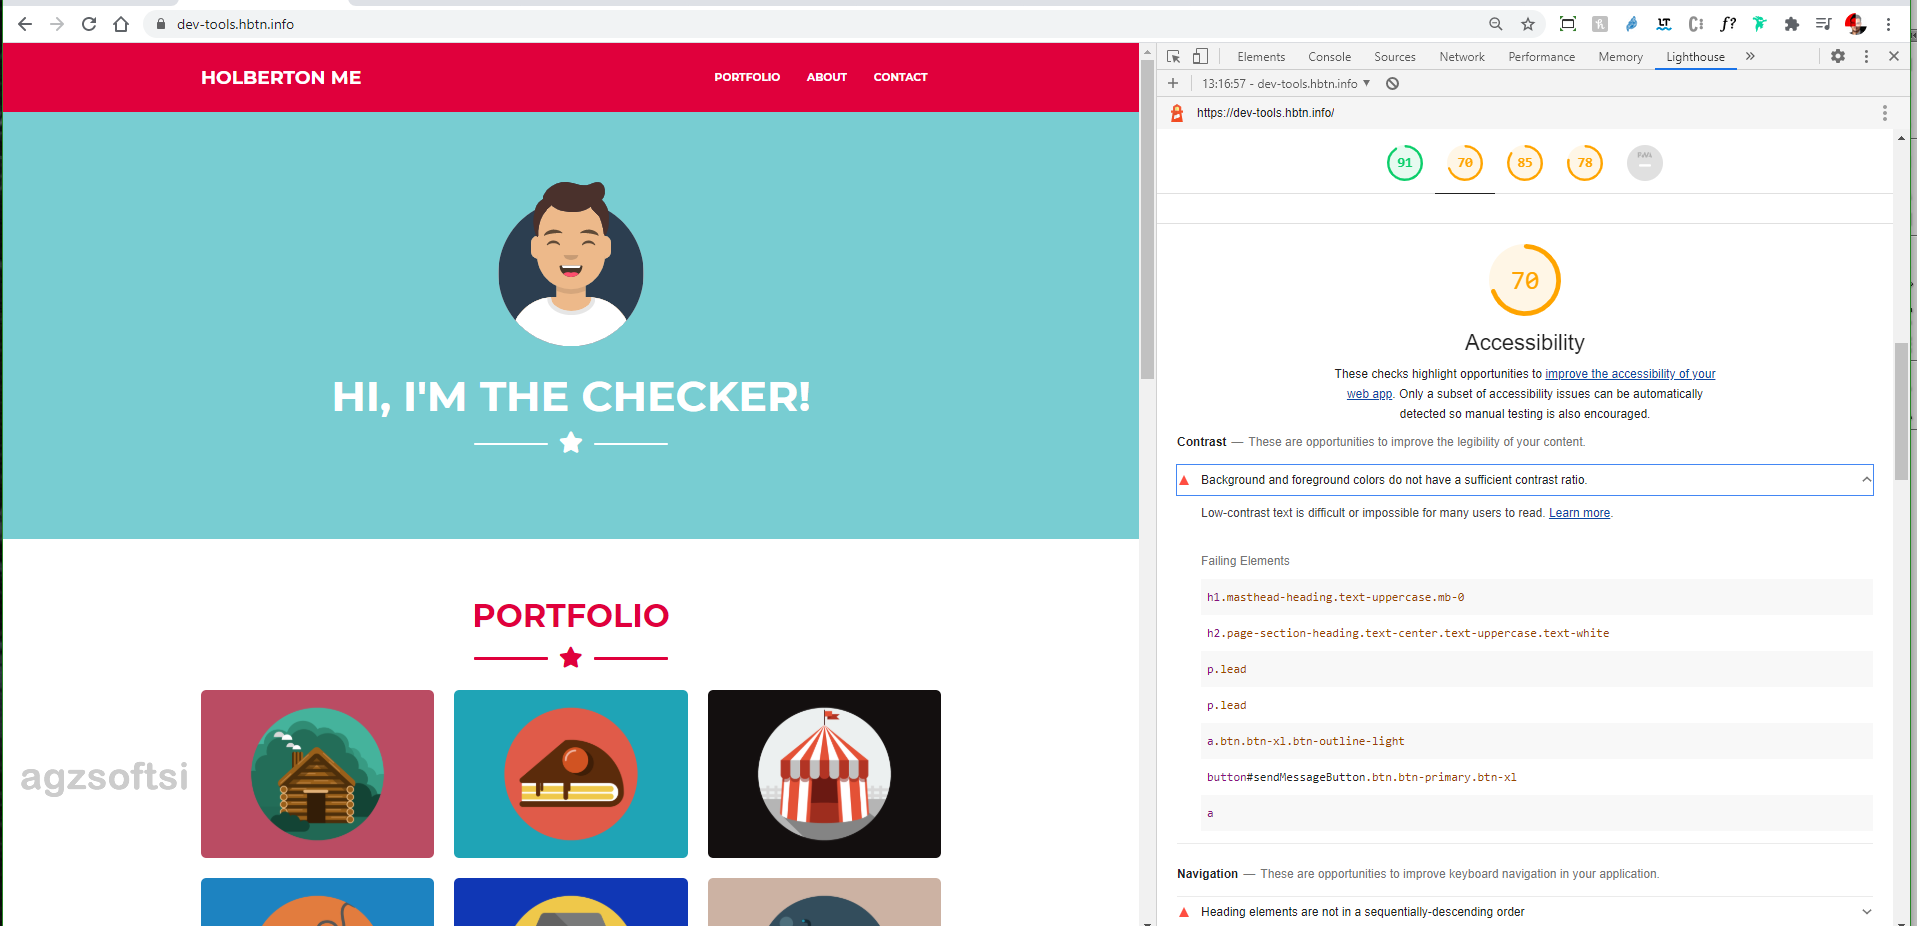 dev-tools.hbtn.info
HOLBERTON ME
PORTFOLIO ABOUT CONTACT
HI, I'M THE CHECKER!
PORTFOLIO
agzsoftsi
Elements Console Sources Network Performance Memory Lighthouse
13:16:57 - dev-tools.hbtn.info
https://dev-tools.hbtn.info/
91 70 85 78 PWA
70
Accessibility
These checks highlight opportunities to improve the accessibility of your
web app. Only a subset of accessibility issues can be automatically
detected so manual testing is also encouraged.
Contrast — These are opportunities to improve the legibility of your content.
Background and foreground colors do not have a sufficient contrast ratio.
Low-contrast text is difficult or impossible for many users to read. Learn more.
Failing Elements
h1.masthead-heading.text-uppercase.mb-0
h2.page-section-heading.text-center.text-uppercase.text-white
p.lead
p.lead
a.btn.btn-xl.btn-outline-light
button#sendMessageButton.btn.btn-primary.btn-xl
a
Navigation — These are opportunities to improve keyboard navigation in your application.
Heading elements are not in a sequentially-descending order